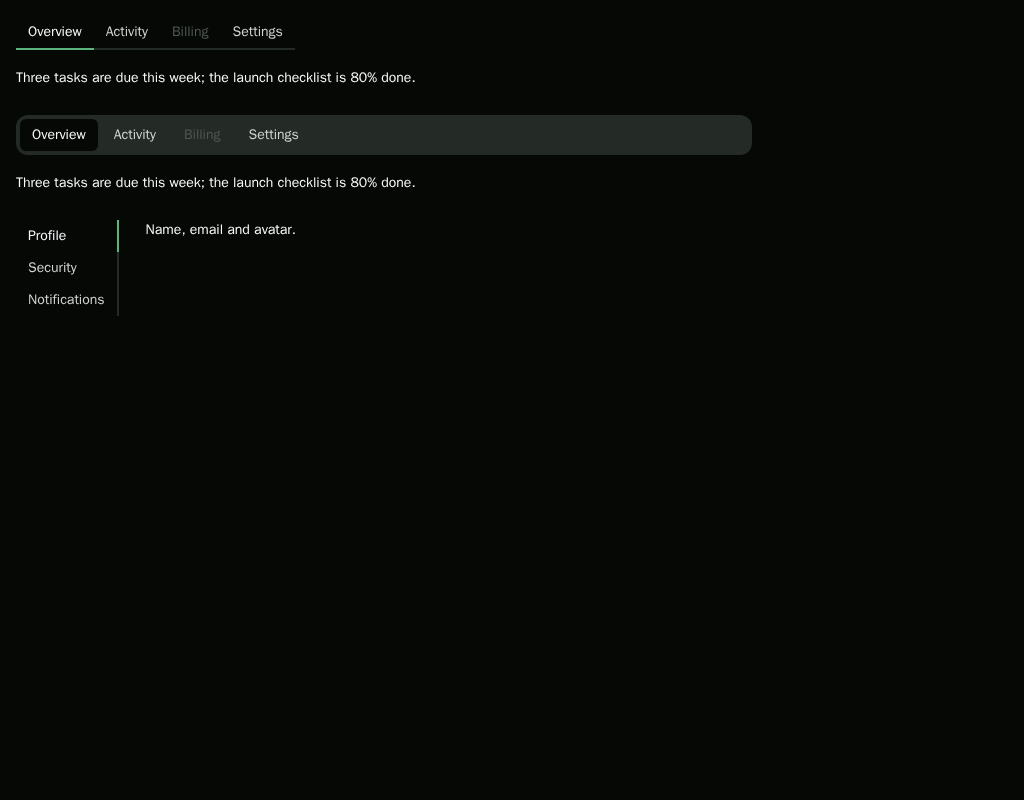 Overview Activity Billing Settings
Three tasks are due this week; the launch checklist is 80% done.
Overview Activity Billing Settings
Three tasks are due this week; the launch checklist is 80% done.
Profile
Name, email and avatar.
Security
Notifications